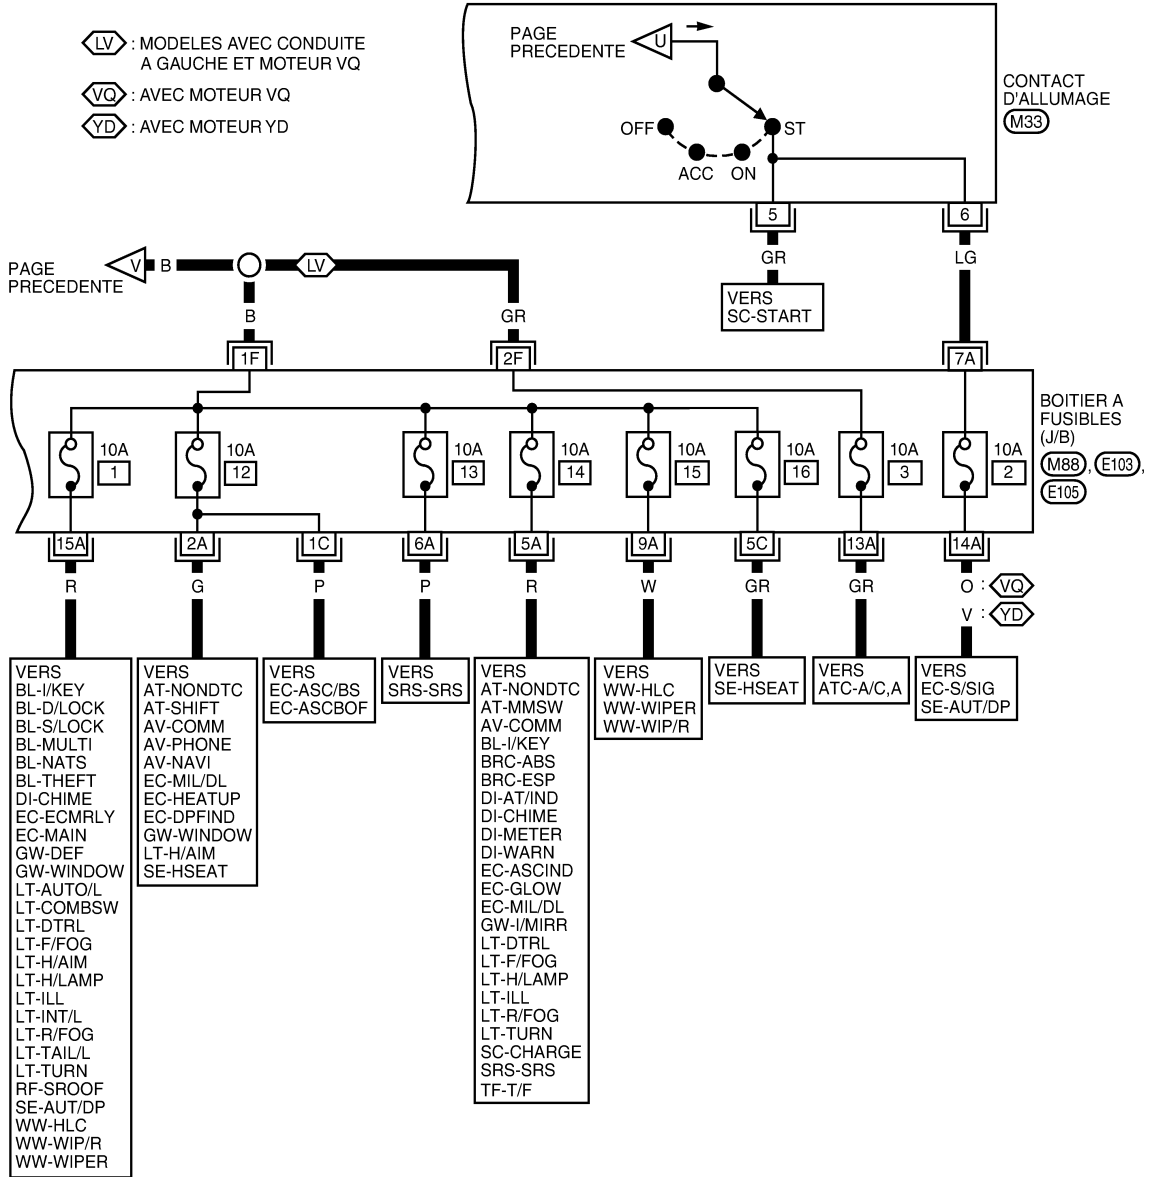 LV : MODELES AVEC CONDUITE
A GAUCHE ET MOTEUR VQ
VQ : AVEC MOTEUR VQ
YD : AVEC MOTEUR YD
PAGE
PRECEDENTE
U
OFF
ST
ACC
ON
CONTACT
D'ALLUMAGE
M33
5
6
GR
LG
VERS
SC-START
PAGE
PRECEDENTE
V
B
LV
B
GR
1F
2F
7A
BOITIER A
FUSIBLES
(J/B)
M88, E103,
E105
10A
1
10A
12
10A
13
10A
14
10A
15
10A
16
10A
3
10A
2
15A
2A
1C
6A
5A
9A
5C
13A
14A
R
G
P
P
R
W
GR
GR
O : VQ
V : YD
VERS
BL-I/KEY
BL-D/LOCK
BL-S/LOCK
BL-MULTI
BL-NATS
BL-THEFT
DI-CHIME
EC-ECMRLY
EC-MAIN
GW-DEF
GW-WINDOW
LT-AUTO/L
LT-COMBSW
LT-DTRL
LT-F/FOG
LT-H/AIM
LT-H/LAMP
LT-ILL
LT-INT/L
LT-R/FOG
LT-TAIL/L
LT-TURN
RF-SROOF
SE-AUT/DP
WW-HLC
WW-WIP/R
WW-WIPER
VERS
AT-NONDTC
AT-SHIFT
AV-COMM
AV-PHONE
AV-NAVI
EC-MIL/DL
EC-HEATUP
EC-DPFIND
GW-WINDOW
LT-H/AIM
SE-HSEAT
VERS
EC-ASC/BS
EC-ASCBOF
VERS
SRS-SRS
VERS
AT-NONDTC
AT-MMSW
AV-COMM
BL-I/KEY
BRC-ABS
BRC-ESP
DI-AT/IND
DI-CHIME
DI-METER
DI-WARN
EC-ASCIND
EC-GLOW
EC-MIL/DL
GW-I/MIRR
LT-DTRL
LT-F/FOG
LT-H/LAMP
LT-ILL
LT-R/FOG
LT-TURN
SC-CHARGE
SRS-SRS
TF-T/F
VERS
WW-HLC
WW-WIPER
WW-WIP/R
VERS
SE-HSEAT
VERS
ATC-A/C,A
VERS
EC-S/SIG
SE-AUT/DP